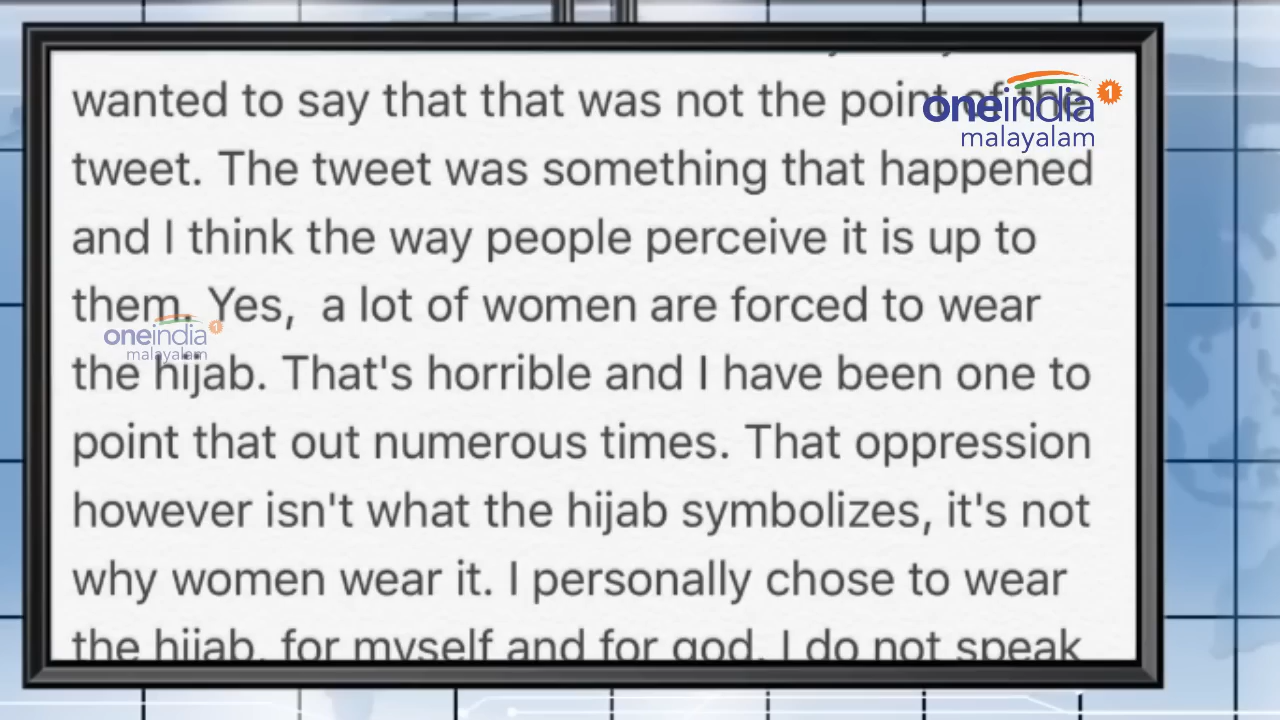 wanted to say that that was not the point of the
tweet. The tweet was something that happened
and I think the way people perceive it is up to
them. Yes, a lot of women are forced to wear
the hijab. That's horrible and I have been one to
point that out numerous times. That oppression
however isn't what the hijab symbolizes, it's not
why women wear it. I personally chose to wear
the hijab, for myself and for god. I do not speak
oneindia 1
malayalam
oneindia 1
malayalam